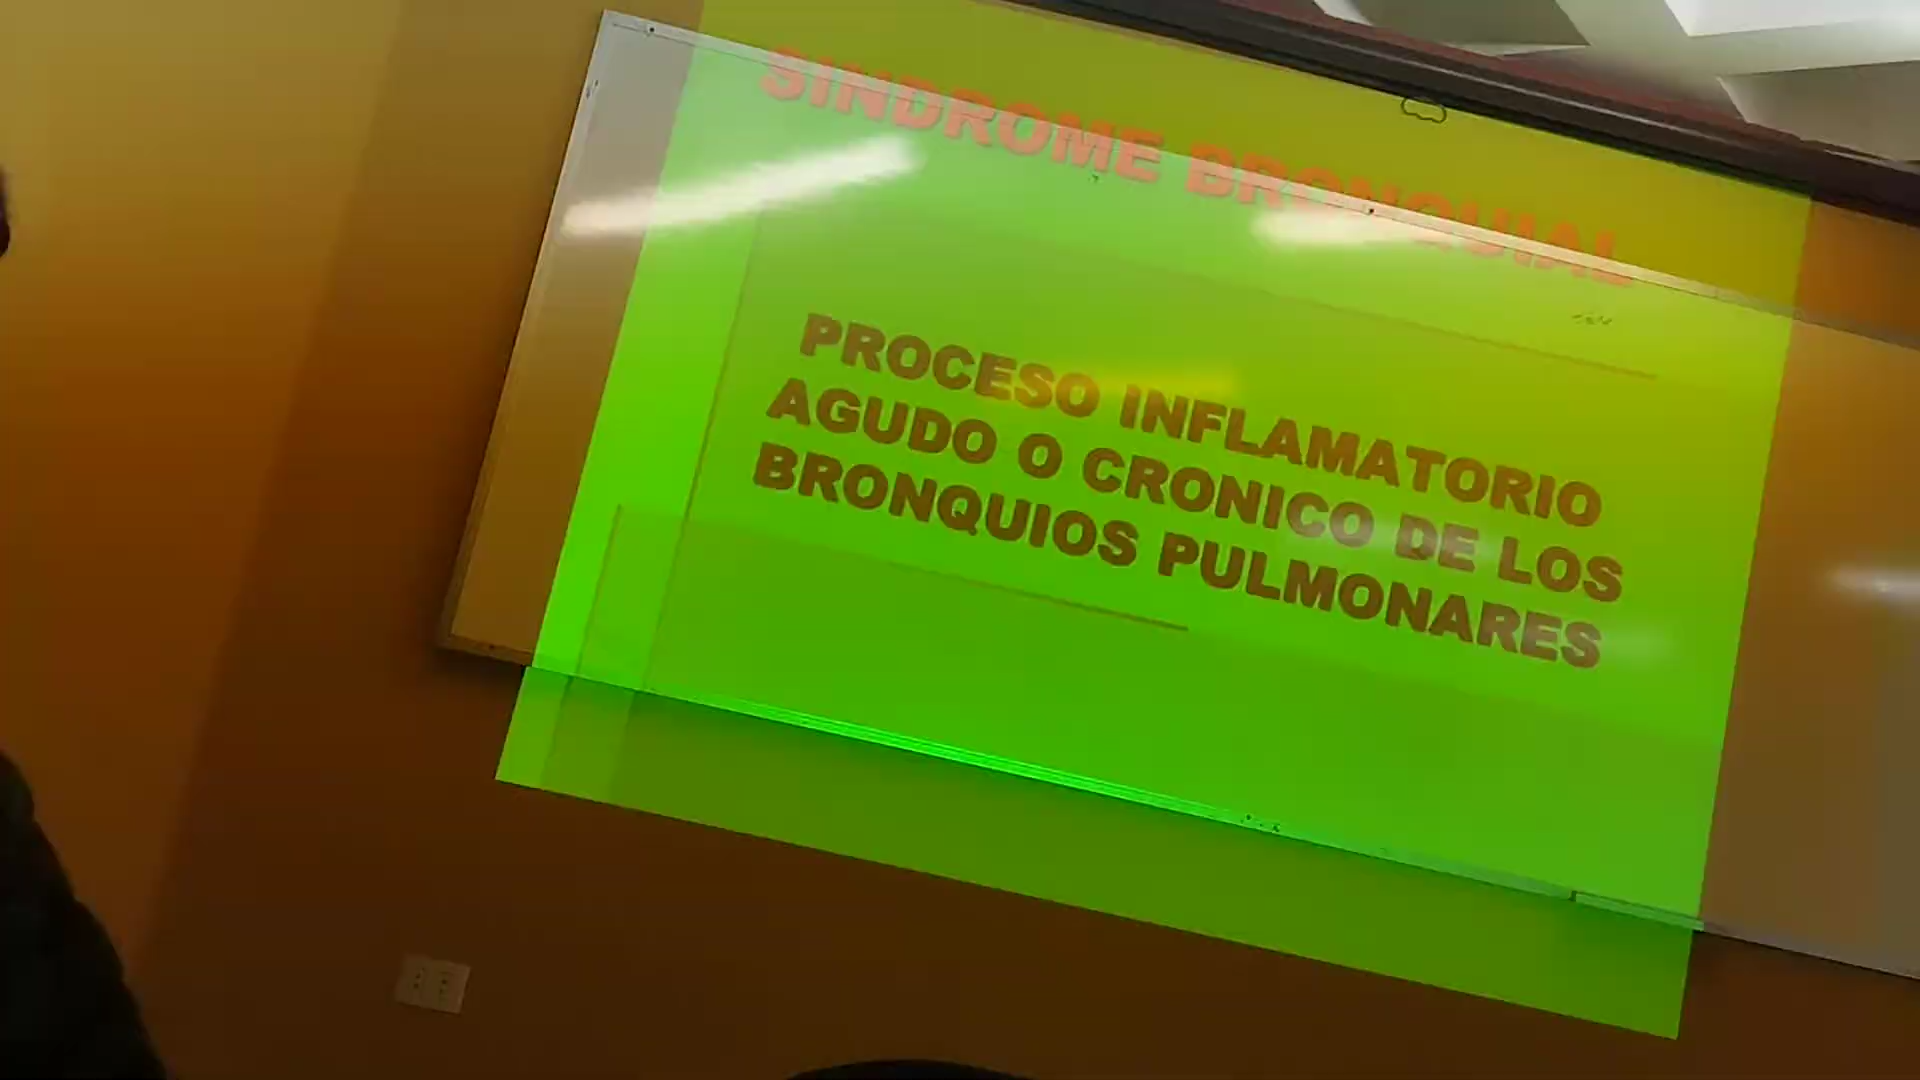 SINDROME BRONQUIAL
PROCESO INFLAMATORIO
AGUDO O CRONICO DE LOS
BRONQUIOS PULMONARES